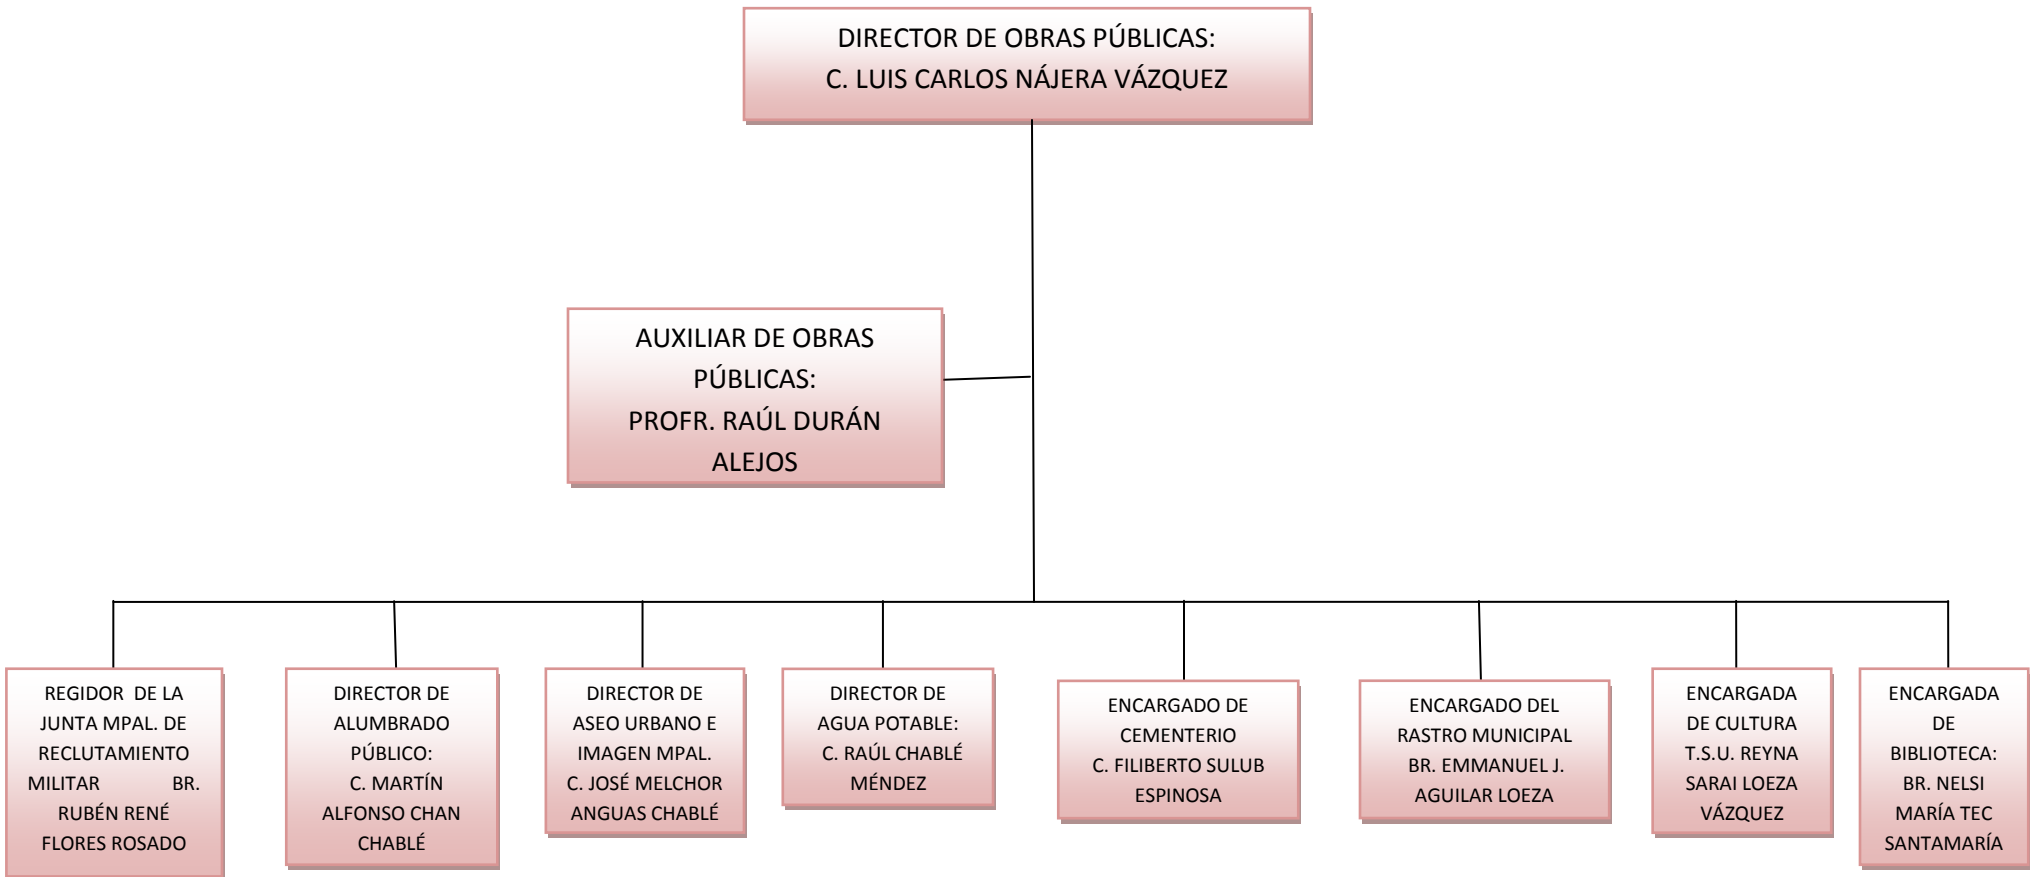 DIRECTOR DE OBRAS PÚBLICAS:
C. LUIS CARLOS NÁJERA VÁZQUEZ
AUXILIAR DE OBRAS
PÚBLICAS:
PROFR. RAÚL DURÁN
ALEJOS
REGIDOR DE LA
JUNTA MPAL. DE
RECLUTAMIENTO
MILITAR BR.
RUBÉN RENÉ
FLORES ROSADO
DIRECTOR DE
ALUMBRADO
PÚBLICO:
C. MARTÍN
ALFONSO CHAN
CHABLÉ
DIRECTOR DE
ASEO URBANO E
IMAGEN MPAL.
C. JOSÉ MELCHOR
ANGUAS CHABLÉ
DIRECTOR DE
AGUA POTABLE:
C. RAÚL CHABLÉ
MÉNDEZ
ENCARGADO DE
CEMENTERIO
C. FILIBERTO SULUB
ESPINOSA
ENCARGADO DEL
RASTRO MUNICIPAL
BR. EMMANUEL J.
AGUILAR LOEZA
ENCARGADA
DE CULTURA
T.S.U. REYNA
SARAI LOEZA
VÁZQUEZ
ENCARGADA
DE
BIBLIOTECA:
BR. NELSI
MARÍA TEC
SANTAMARÍA